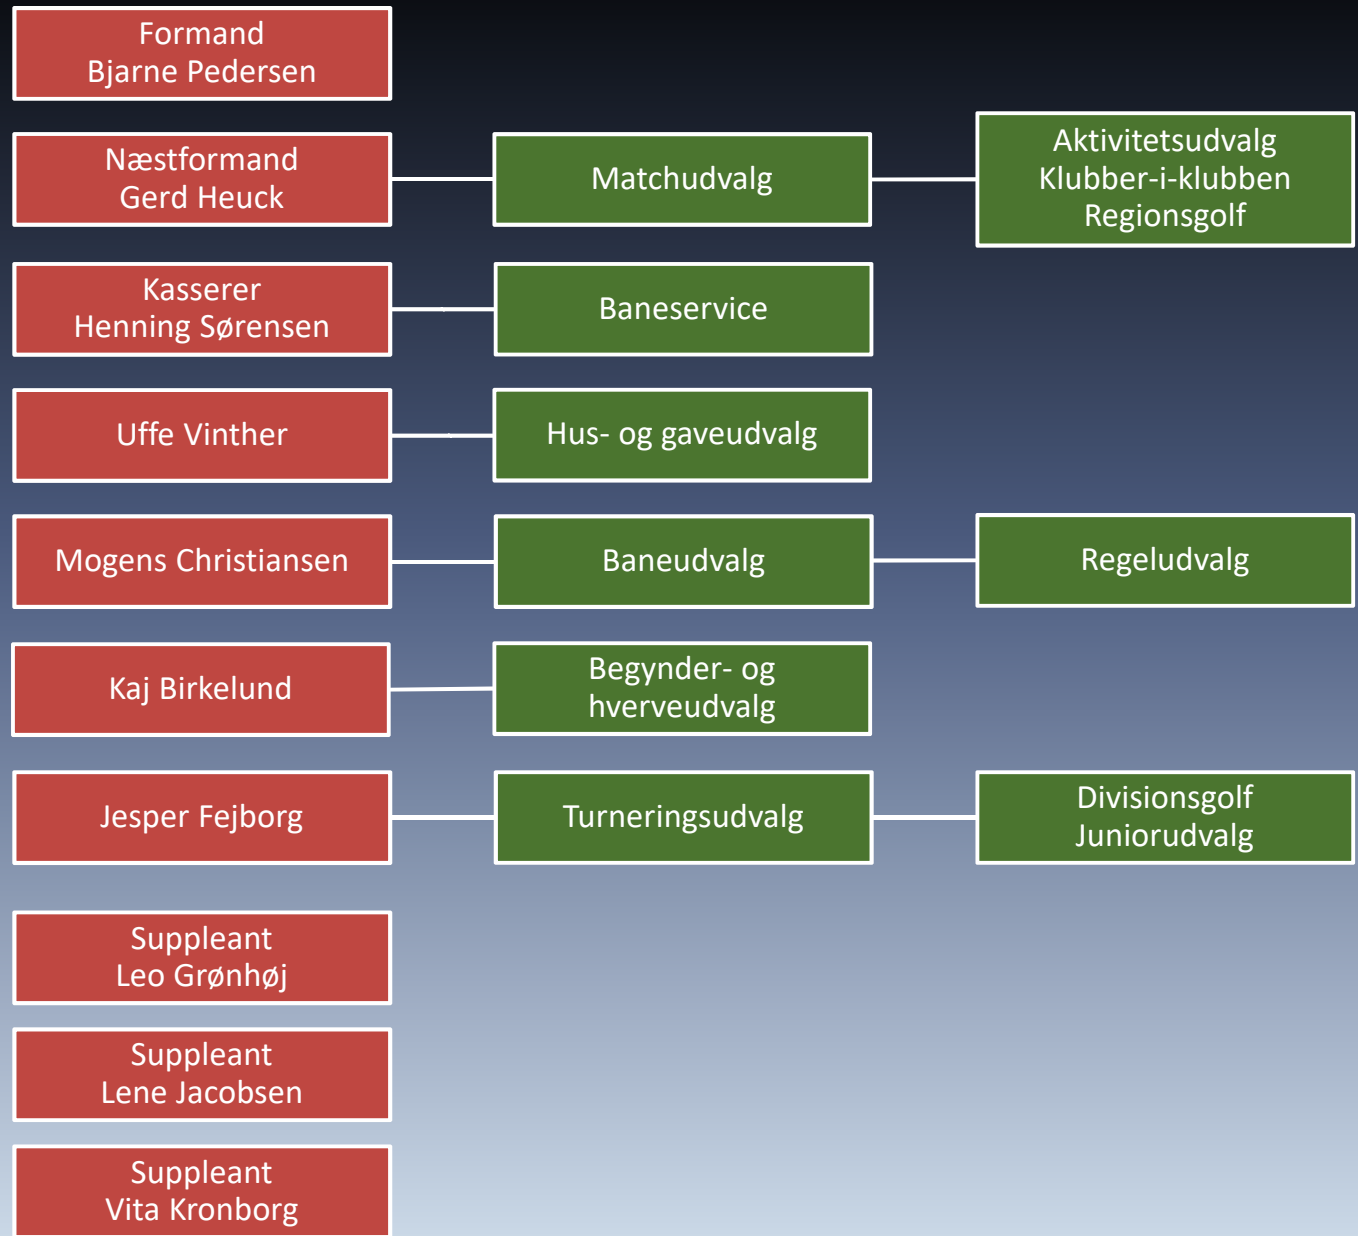 Formand
Bjarne Pedersen
Næstformand
Gerd Heuck
Matchudvalg
Aktivitetsudvalg
Klubber-i-klubben
Regionsgolf
Kasserer
Henning Sørensen
Baneservice
Uffe Vinther
Hus- og gaveudvalg
Mogens Christiansen
Baneudvalg
Regeludvalg
Kaj Birkelund
Begynder- og
hverveudvalg
Jesper Fejborg
Turneringsudvalg
Divisionsgolf
Juniorudvalg
Suppleant
Leo Grønhøj
Suppleant
Lene Jacobsen
Suppleant
Vita Kronborg